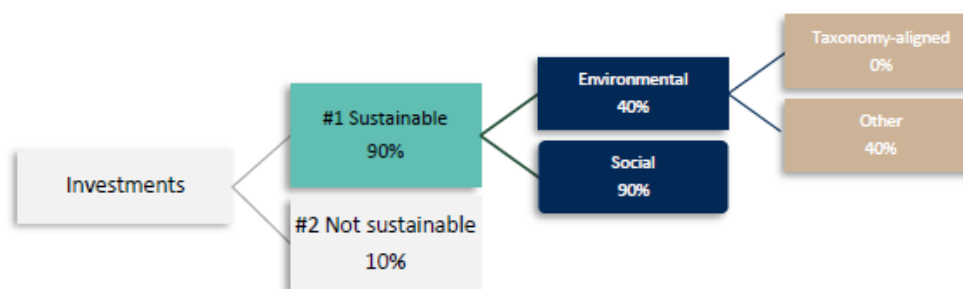 Investments
#1 Sustainable
90%
#2 Not sustainable
10%
Environmental
40%
Social
90%
Taxonomy-aligned
0%
Other
40%